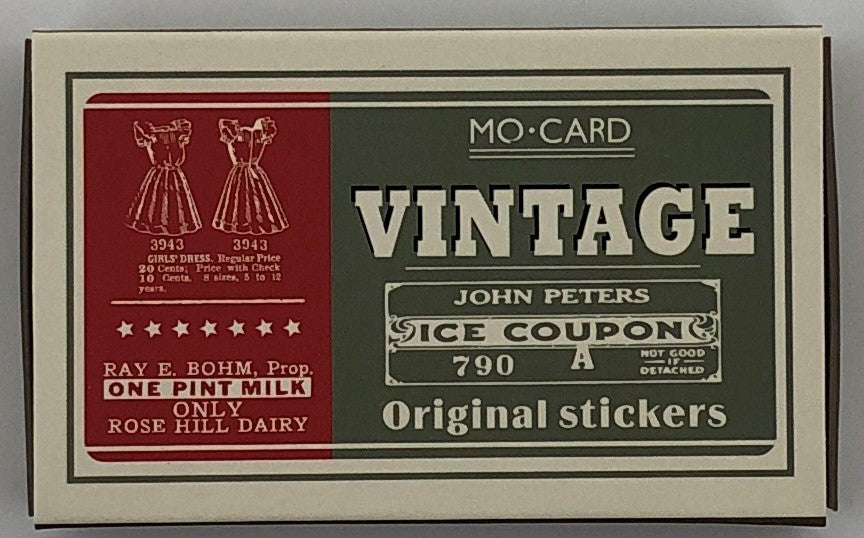 3943 3943
GIRLS' DRESS. Regular Price
20 Cents; Price with Check
10 Cents. 8 sizes, 5 to 12
years.
RAY E. BOHM, Prop.
ONE PINT MILK
ONLY
ROSE HILL DAIRY
MO·CARD
VINTAGE
JOHN PETERS
ICE COUPON
790 A NOT GOOD
IF
DETACHED
Original stickers